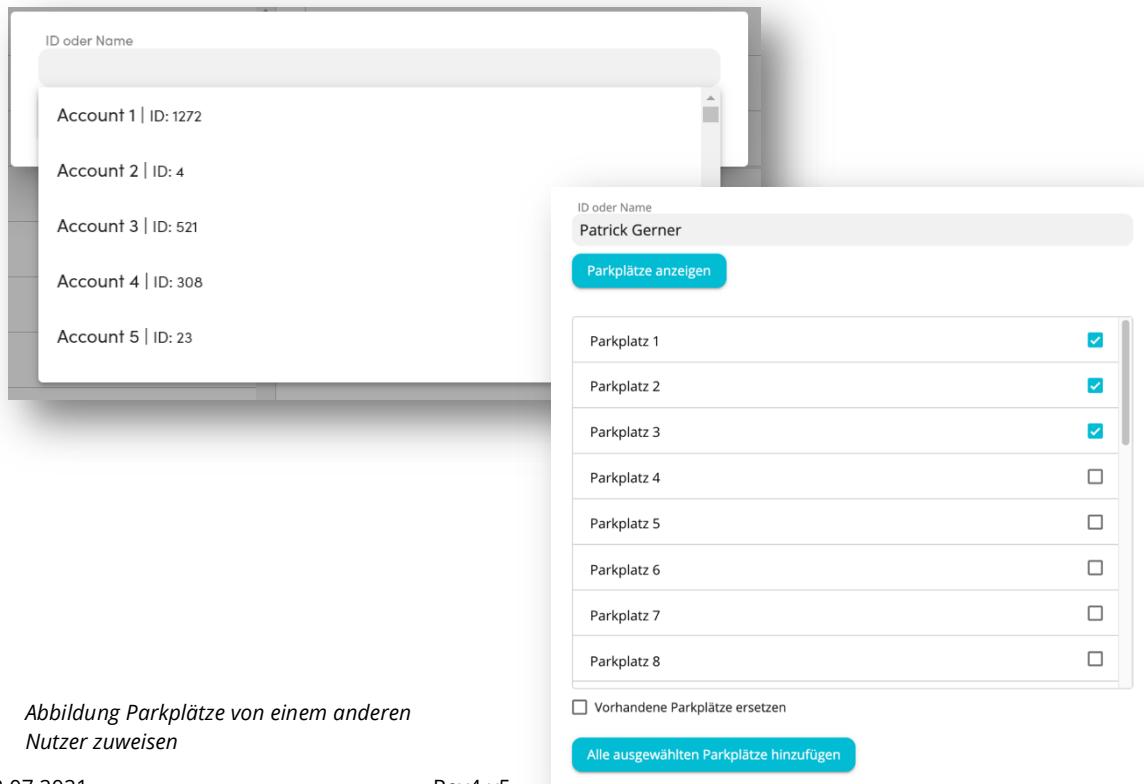 ID oder Name
Account 1 | ID: 1272
Account 2 | ID: 4
Account 3 | ID: 521
Account 4 | ID: 308
Account 5 | ID: 23
ID oder Name
Patrick Gerner
Parkplätze anzeigen
Parkplatz 1
Parkplatz 2
Parkplatz 3
Parkplatz 4
Parkplatz 5
Parkplatz 6
Parkplatz 7
Parkplatz 8
Vorhandene Parkplätze ersetzen
Alle ausgewählten Parkplätze hinzufügen
Abbildung Parkplätze von einem anderen
Nutzer zuweisen